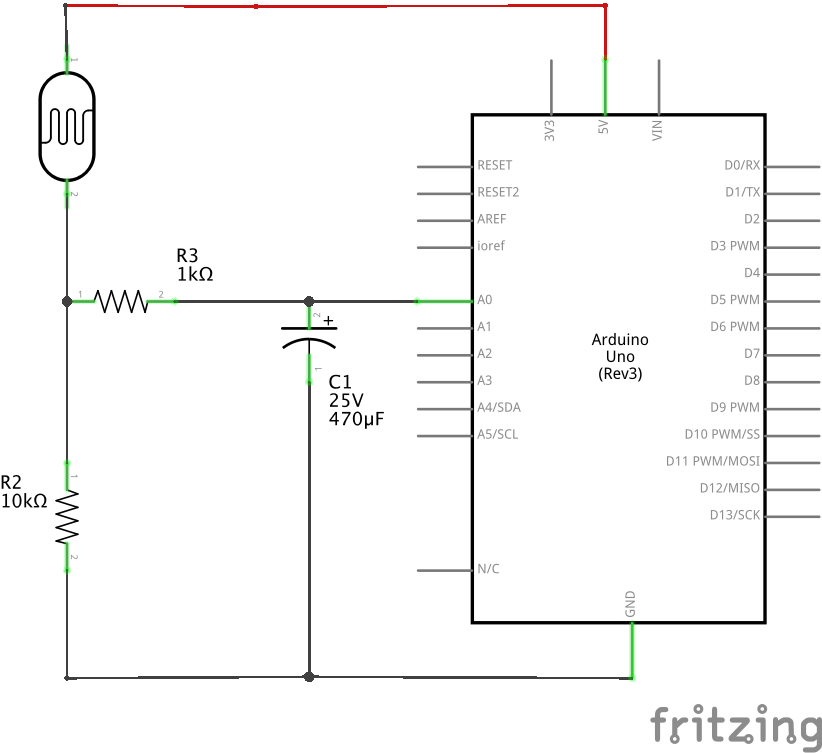 1
3V3
5V
VIN
2
RESET
D0/RX
RESET2
D1/TX
AREF
D2
ioref
D3 PWM
D4
R3
1kΩ
1
2
A0
D5 PWM
2
+
A1
D6 PWM
Arduino
Uno
(Rev3)
A2
D7
1
A3
D8
C1
25V
470µF
A4/SDA
D9 PWM
A5/SCL
D10 PWM/SS
D11 PWM/MOSI
R2
10kΩ
1
D12/MISO
D13/SCK
2
N/C
GND
fritzing